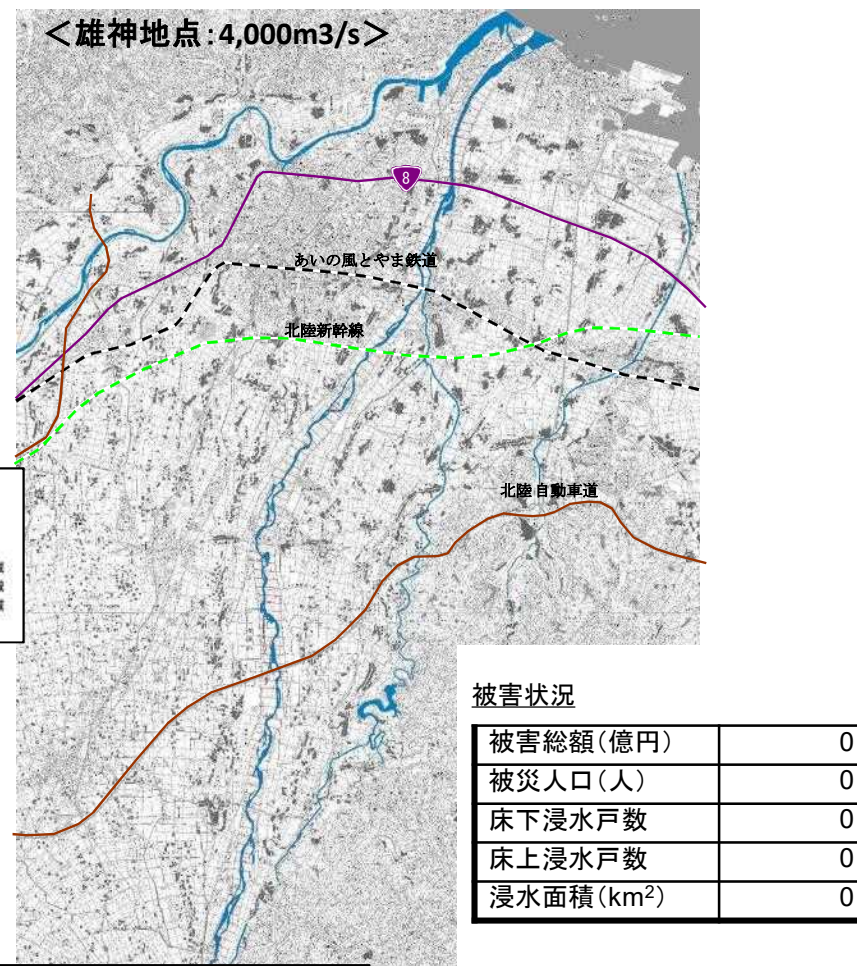 ＜雄神地点：4,000m3/s＞
8
あいの風とやま鉄道
北陸新幹線
北陸自動車道
被害状況
被害総額（億円） 0
被災人口（人） 0
床下浸水戸数 0
床上浸水戸数 0
浸水面積（km²） 0